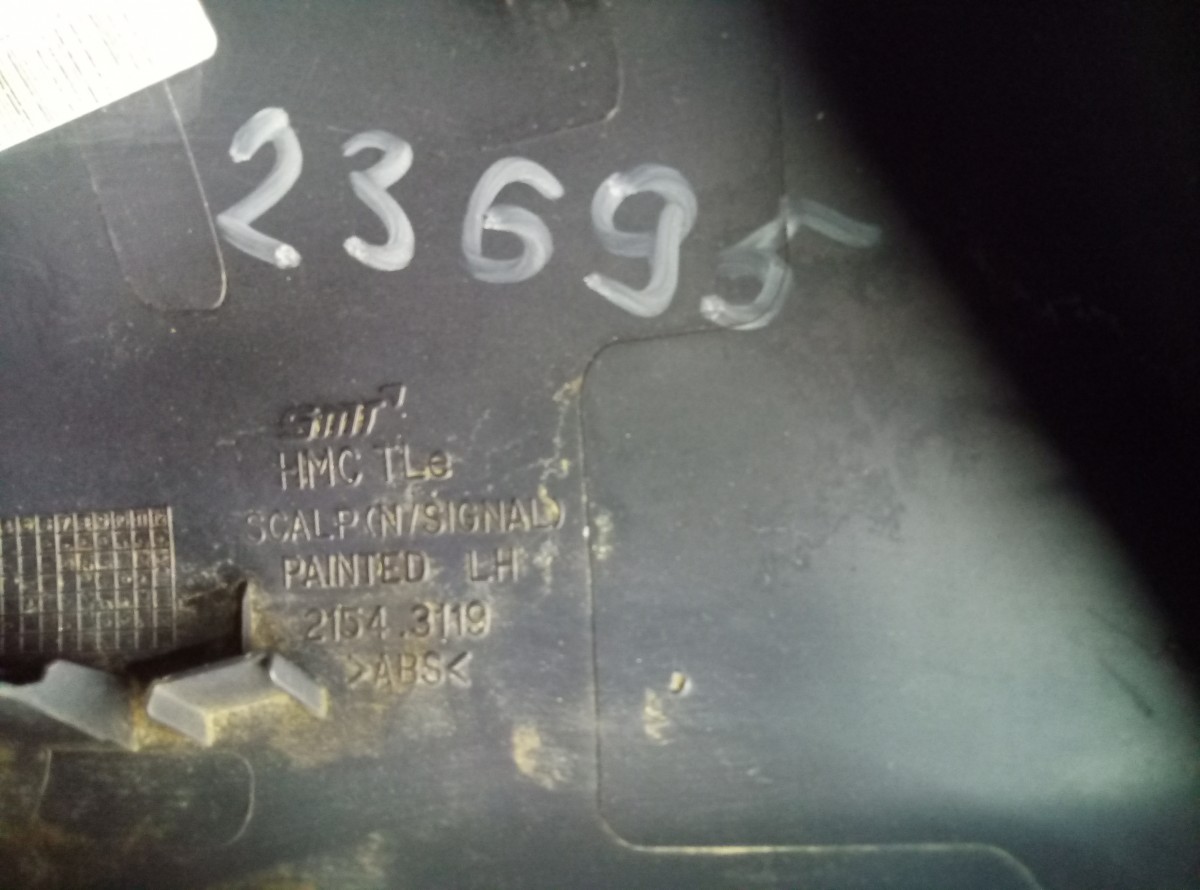 23695
smr
HMC TLe
SCALP(N/SIGNAL)
PAINTED LH
2154.3119
>ABS<